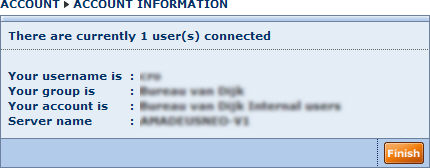 ACCOUNT ▸ ACCOUNT INFORMATION
There are currently 1 user(s) connected
Your username is : cro
Your group is : Bureau van Dijk
Your account is : Bureau van Dijk Internal users
Server name : AMADEUSNEO-V1
Finish